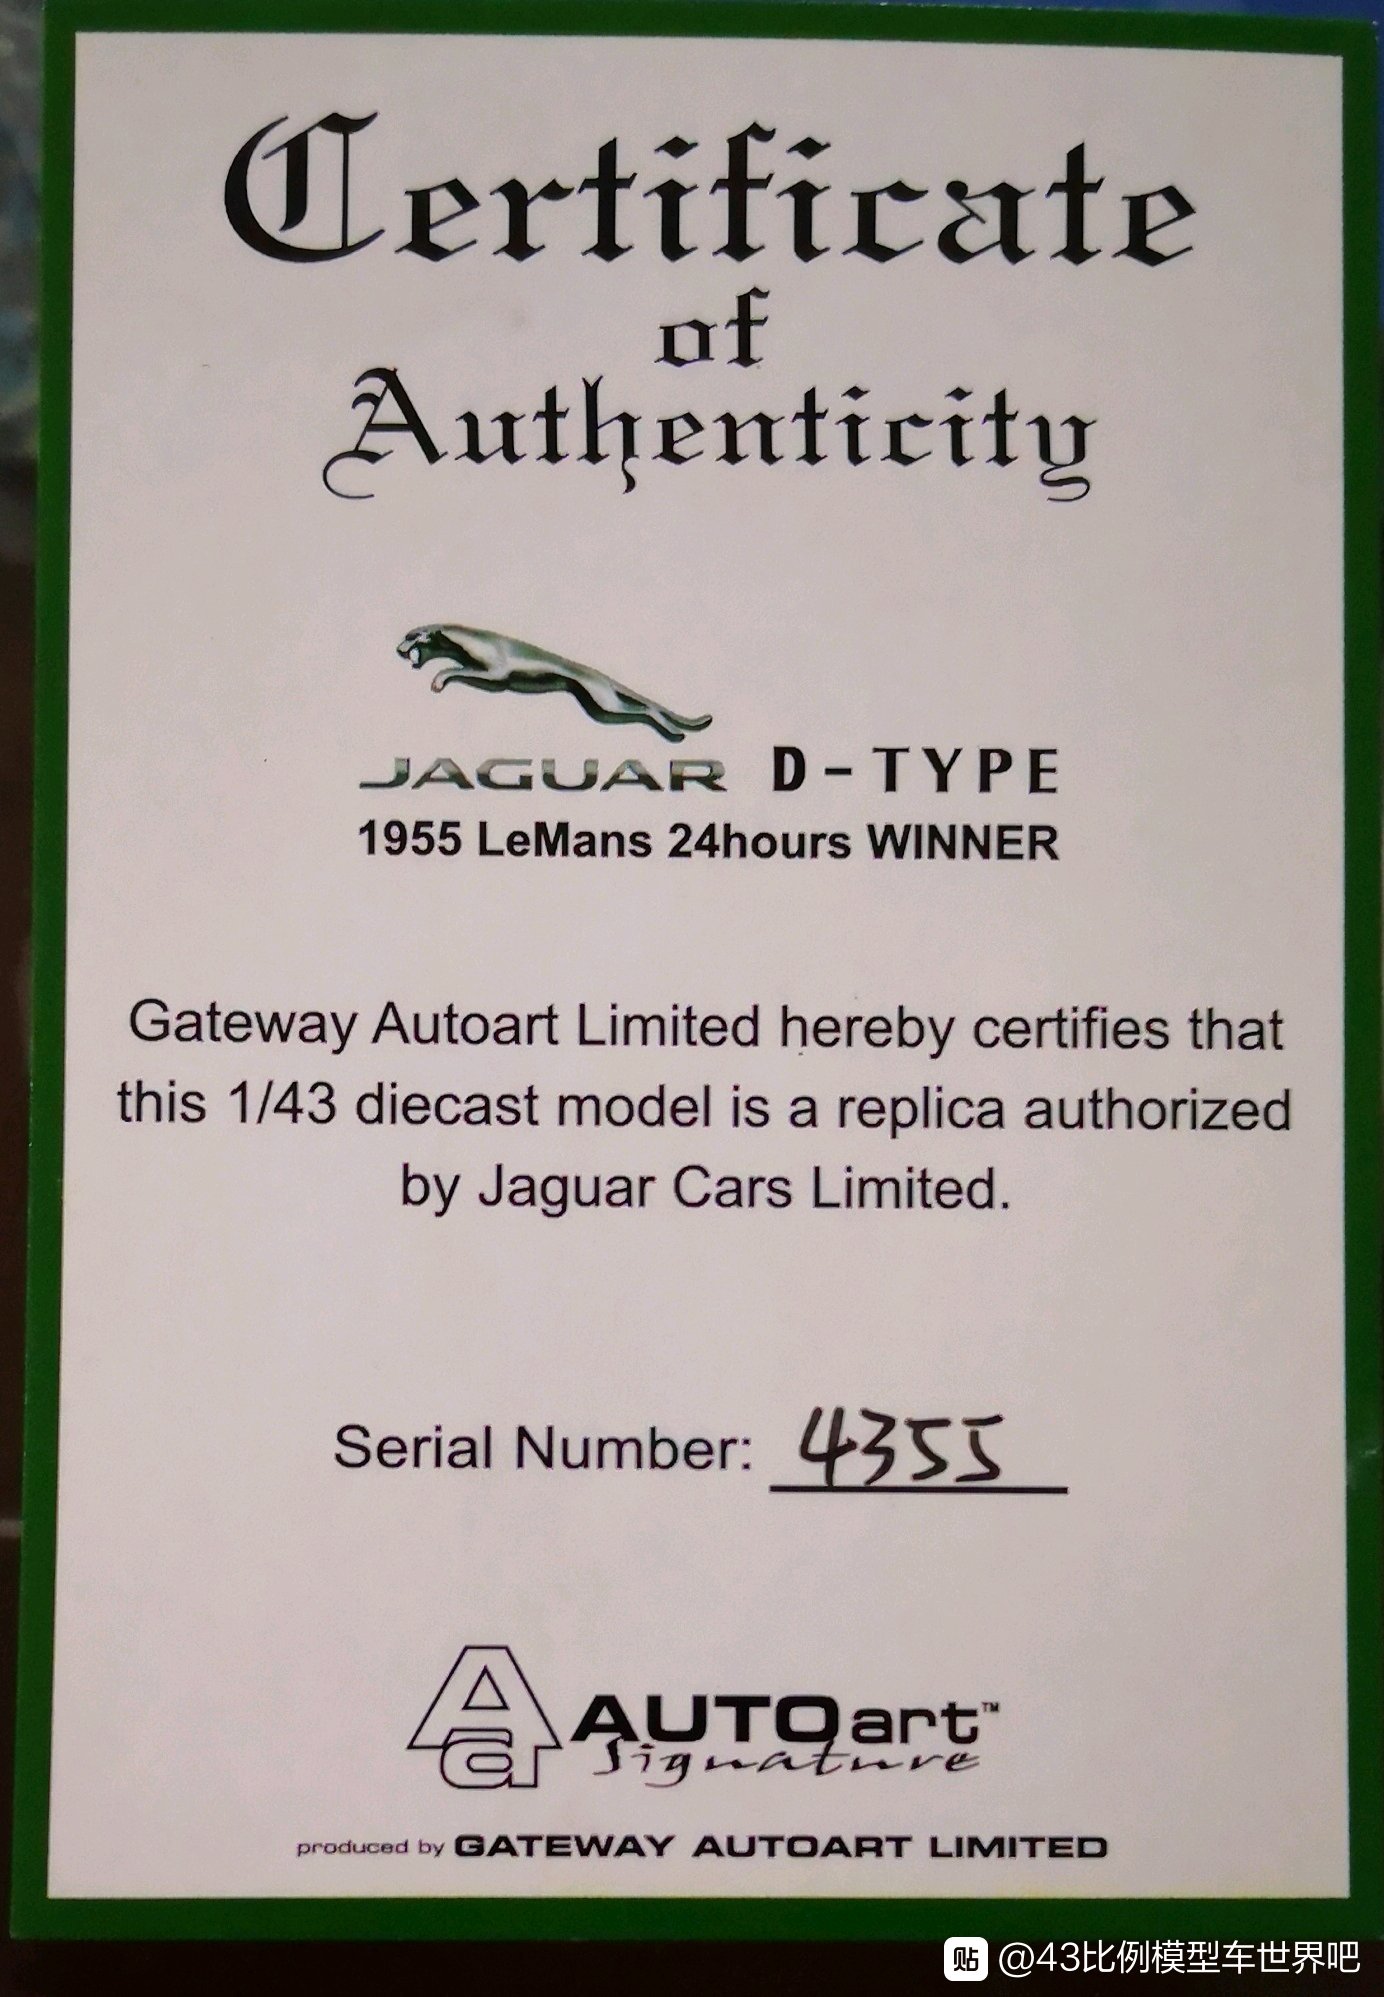 Certificate
of
Authenticity
JAGUAR D-TYPE
1955 LeMans 24hours WINNER
Gateway Autoart Limited hereby certifies that
this 1/43 diecast model is a replica authorized
by Jaguar Cars Limited.
Serial Number: 4355
Aa AUTOart™
Signature
produced by GATEWAY AUTOART LIMITED
贴 @43比例模型车世界吧